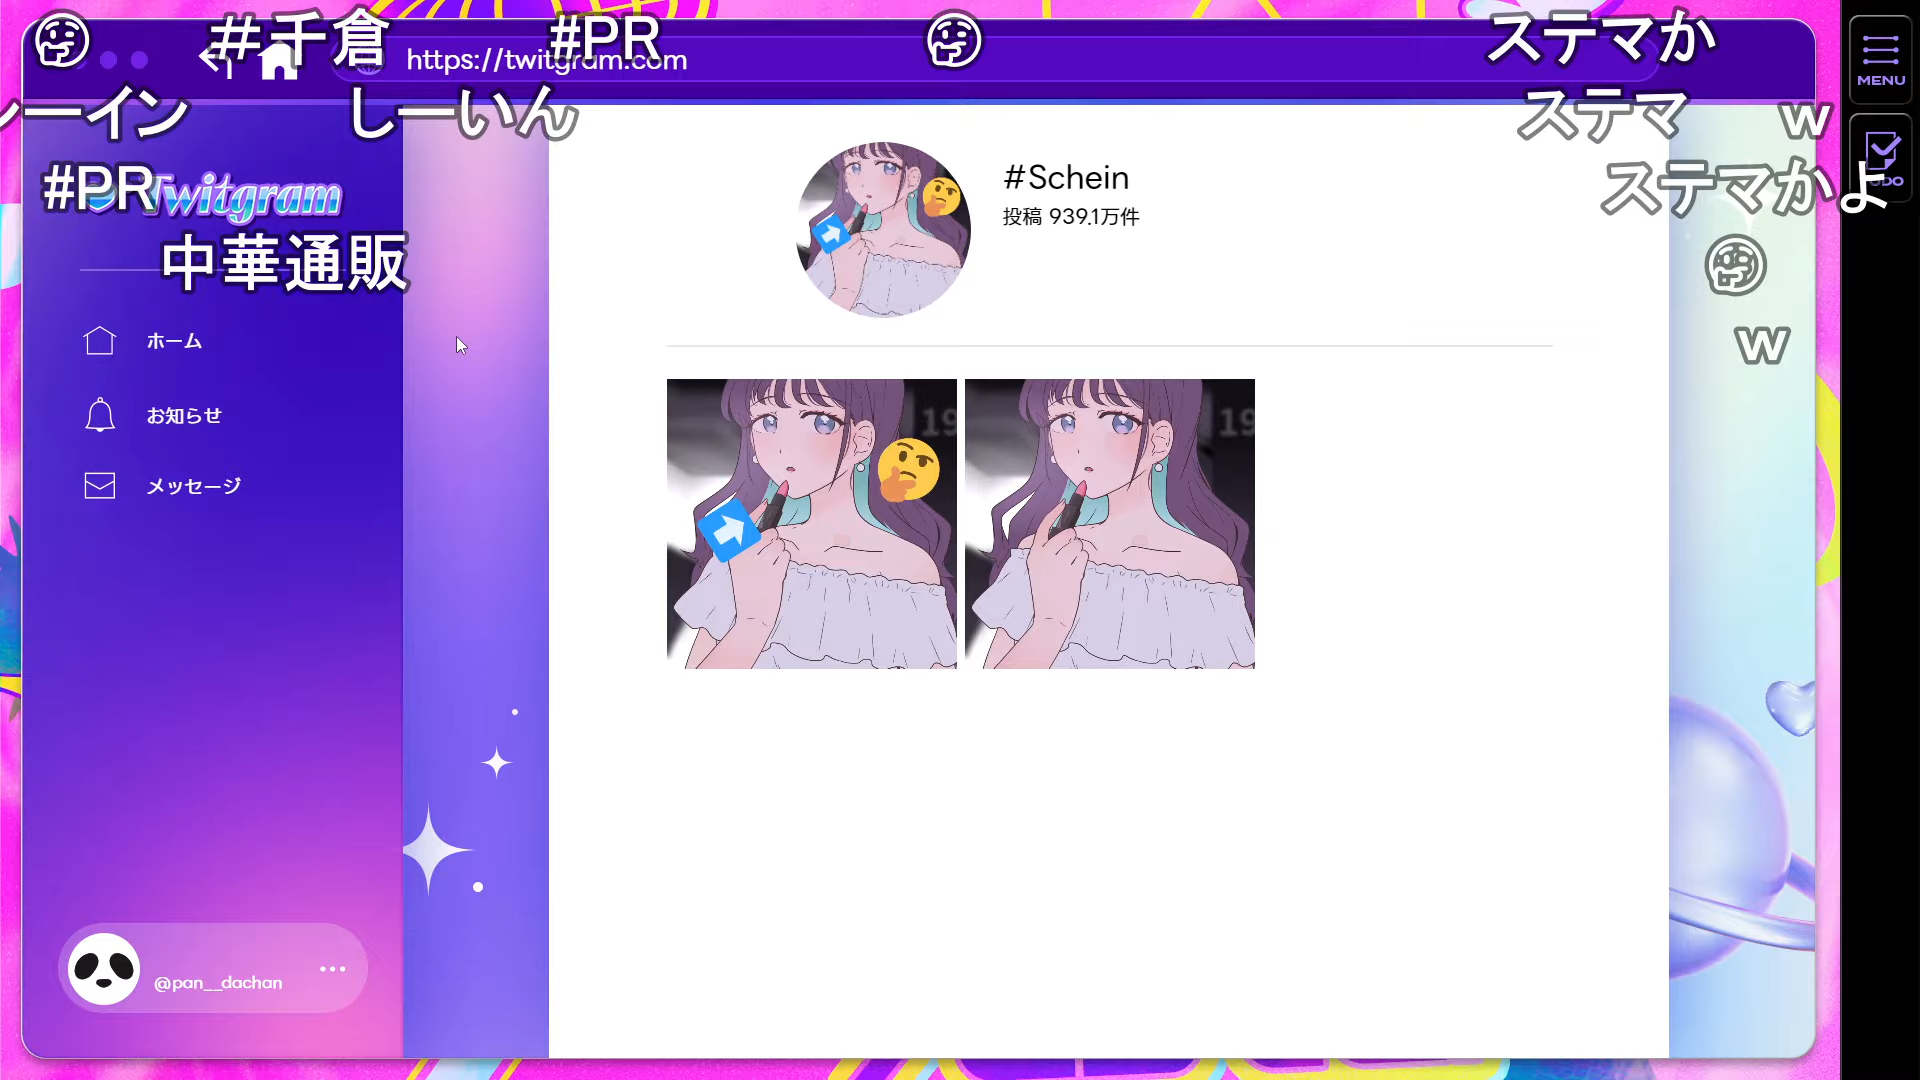 #千倉
#PR
ステマか
https://twitgram.com
MENU
ーイン
しーいん
ステマ
w
#PR
Twitgram
ステマかよ
#Schein
投稿 939.1万件
中華通販
w
ホーム
お知らせ
メッセージ
19
19
@pan__dachan